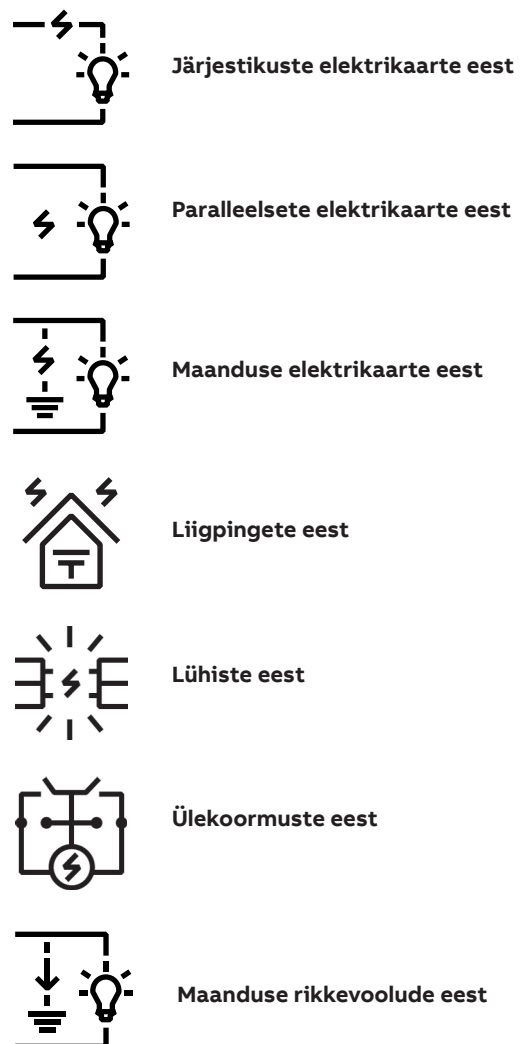 Järjestikuste elektrikaarte eest
Paralleelsete elektrikaarte eest
Maanduse elektrikaarte eest
Liigpingete eest
Lühiste eest
Ülekoormuste eest
Maanduse rikkevoolude eest